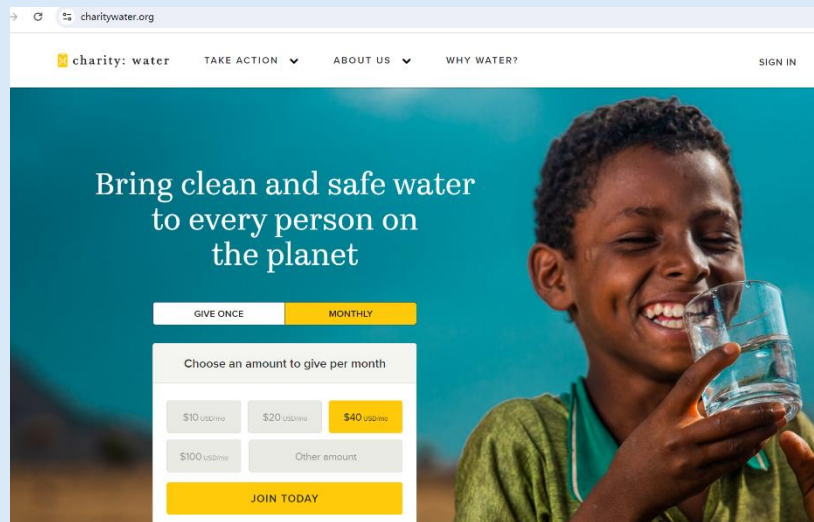 charitywater.org
charity: water TAKE ACTION ABOUT US WHY WATER? SIGN IN
Bring clean and safe water
to every person on
the planet
GIVE ONCE MONTHLY
Choose an amount to give per month
$10 USD/mo $20 USD/mo $40 USD/mo
$100 USD/mo Other amount
JOIN TODAY